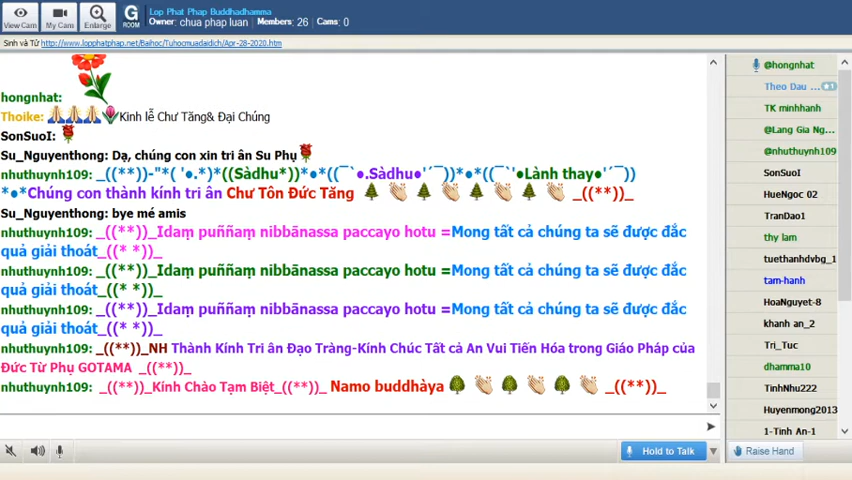 Lop Phat Phap Buddhadhamma
Owner: chua phap luan Members: 26 Cams: 0
View Cam My Cam Enlarge G ROOM
Sinh và Tử http://www.lopphatphap.net/Baihoc/Tuhocmuadaidich/Apr-28-2020.htm
hongnhat:
Thoike: Kinh lễ Chư Tăng& Đại Chúng
SonSuoI:
Su_Nguyenthong: Dạ, chúng con xin tri ân Su Phụ
nhuthuynh109: _((**))-"*( '●.*)*((Sàdhu*))*●*((¯`●.Sàdhu●'´¯))*●*((¯`'●Lành thay●'´¯))
*●*Chúng con thành kính tri ân Chư Tôn Đức Tăng _((**))_
Su_Nguyenthong: bye mé amis
nhuthuynh109: _((**))_Idaṃ puññaṃ nibbānassa paccayo hotu =Mong tất cả chúng ta sẽ được đắc
quả giải thoát_((* *))_
nhuthuynh109: _((**))_Idaṃ puññaṃ nibbānassa paccayo hotu =Mong tất cả chúng ta sẽ được đắc
quả giải thoát_((* *))_
nhuthuynh109: _((**))_Idaṃ puññaṃ nibbānassa paccayo hotu =Mong tất cả chúng ta sẽ được đắc
quả giải thoát_((* *))_
nhuthuynh109: _((**))_NH Thành Kính Tri ân Đạo Tràng-Kính Chúc Tất cả An Vui Tiến Hóa trong Giáo Pháp của
Đức Từ Phụ GOTAMA _((**))_
nhuthuynh109: _((**))_Kính Chào Tạm Biệt_((**))_ Namo buddhàya _((**))_
@hongnhat
Theo Dau ... 1
TK minhhanh
@Lang Gia Ng...
@nhuthuynh109
SonSuoI
HueNgoc 02
TranDao1
thy lam
tuethanhdvbg_1
tam-hanh
HoaNguyet-8
khanh an_2
Tri_Tuc
dhamma10
TinhNhu222
Huyenmong2013
1-Tinh An-1
Hold to Talk
Raise Hand